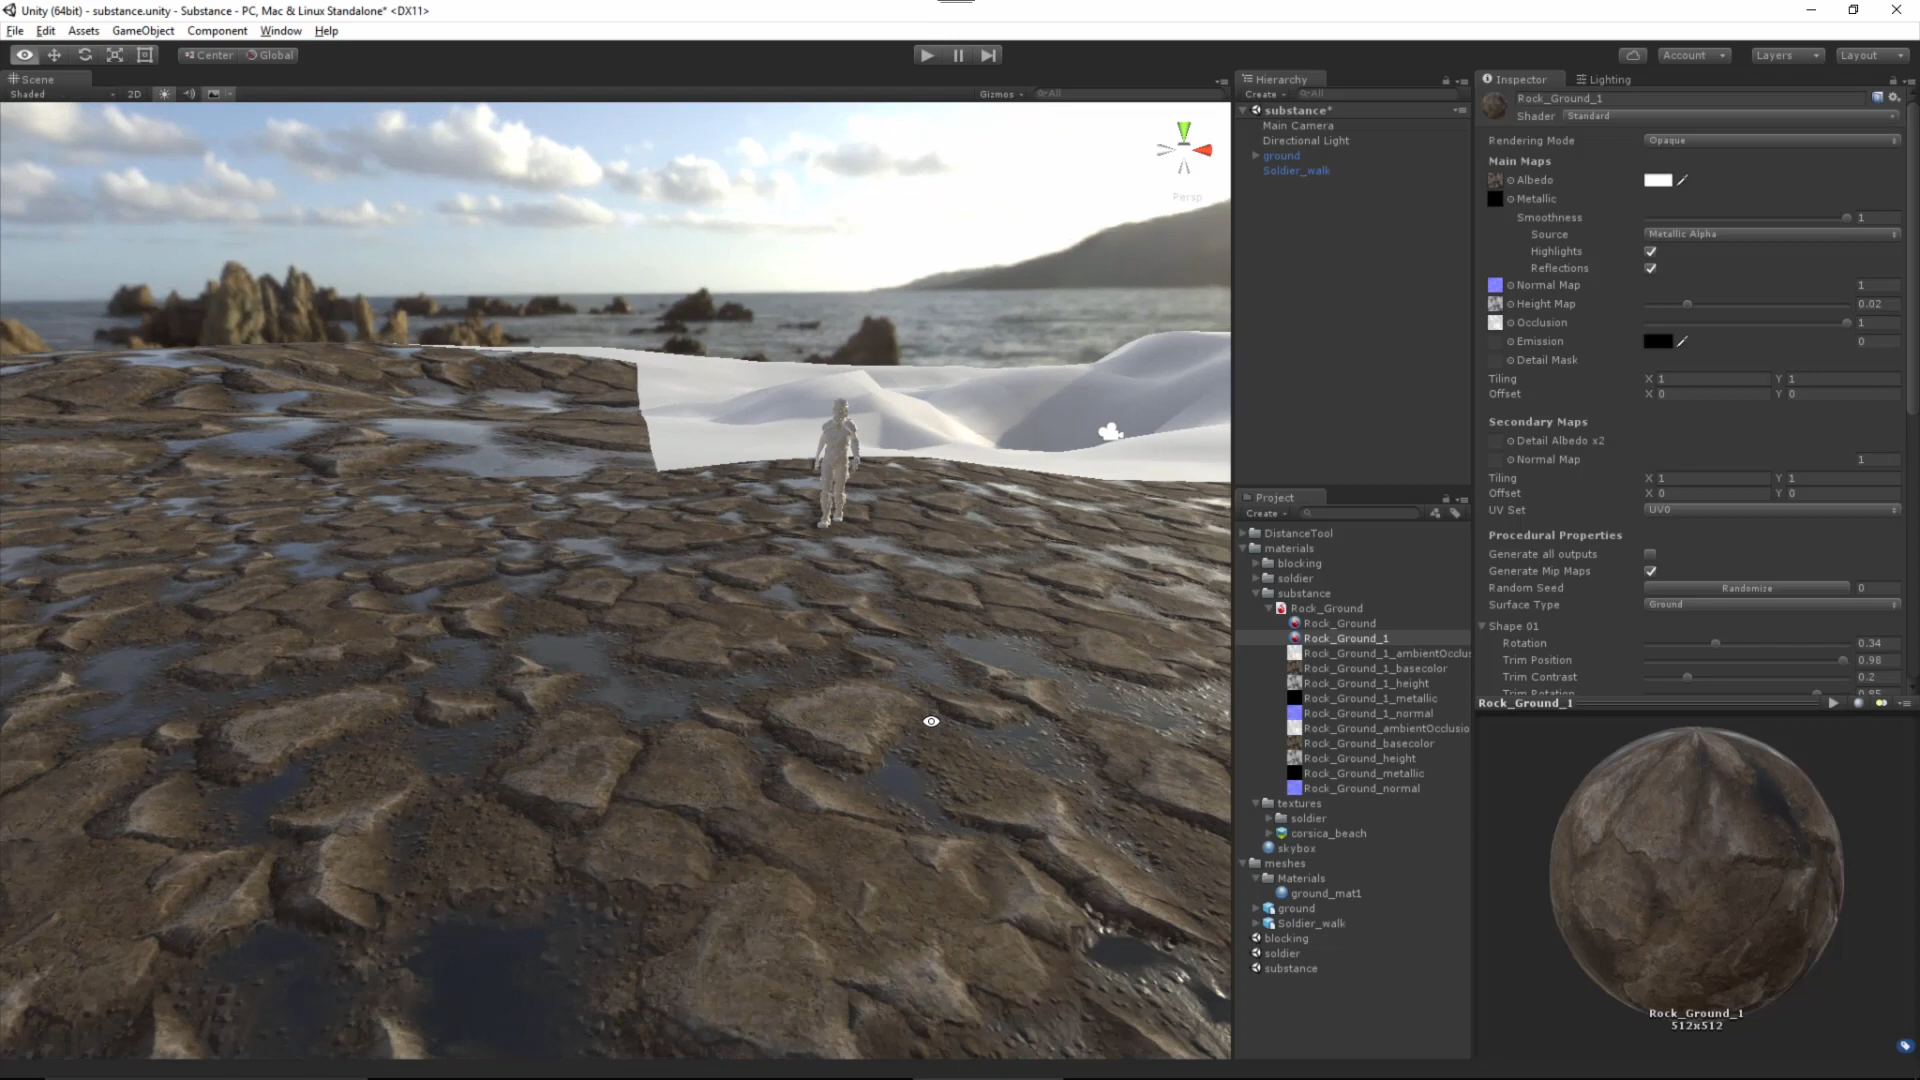 Unity (64bit) - substance.unity - Substance - PC, Mac & Linux Standalone* <DX11>
File Edit Assets GameObject Component Window Help
Center Global
Account Layers Layout
Scene
Shaded 2D Gizmos All
Persp
Hierarchy
Create All
substance*
Main Camera
Directional Light
ground
Soldier_walk
Project
Create
DistanceTool
materials
blocking
soldier
substance
Rock_Ground
Rock_Ground
Rock_Ground_1
Rock_Ground_1_ambientOcclus
Rock_Ground_1_basecolor
Rock_Ground_1_height
Rock_Ground_1_metallic
Rock_Ground_1_normal
Rock_Ground_ambientOcclusio
Rock_Ground_basecolor
Rock_Ground_height
Rock_Ground_metallic
Rock_Ground_normal
textures
soldier
corsica_beach
skybox
meshes
Materials
ground_mat1
ground
Soldier_walk
blocking
soldier
substance
Inspector Lighting
Rock_Ground_1
Shader Standard
Rendering Mode Opaque
Main Maps
Albedo
Metallic
Smoothness 1
Source Metallic Alpha
Highlights
Reflections
Normal Map 1
Height Map 0.02
Occlusion 1
Emission 0
Detail Mask
Tiling X 1 Y 1
Offset X 0 Y 0
Secondary Maps
Detail Albedo x2
Normal Map 1
Tiling X 1 Y 1
Offset X 0 Y 0
UV Set UV0
Procedural Properties
Generate all outputs
Generate Mip Maps
Random Seed Randomize 0
Surface Type Ground
Shape 01
Rotation 0.34
Trim Position 0.98
Trim Contrast 0.2
Trim Rotation 0.85
Rock_Ground_1
Rock_Ground_1
512x512